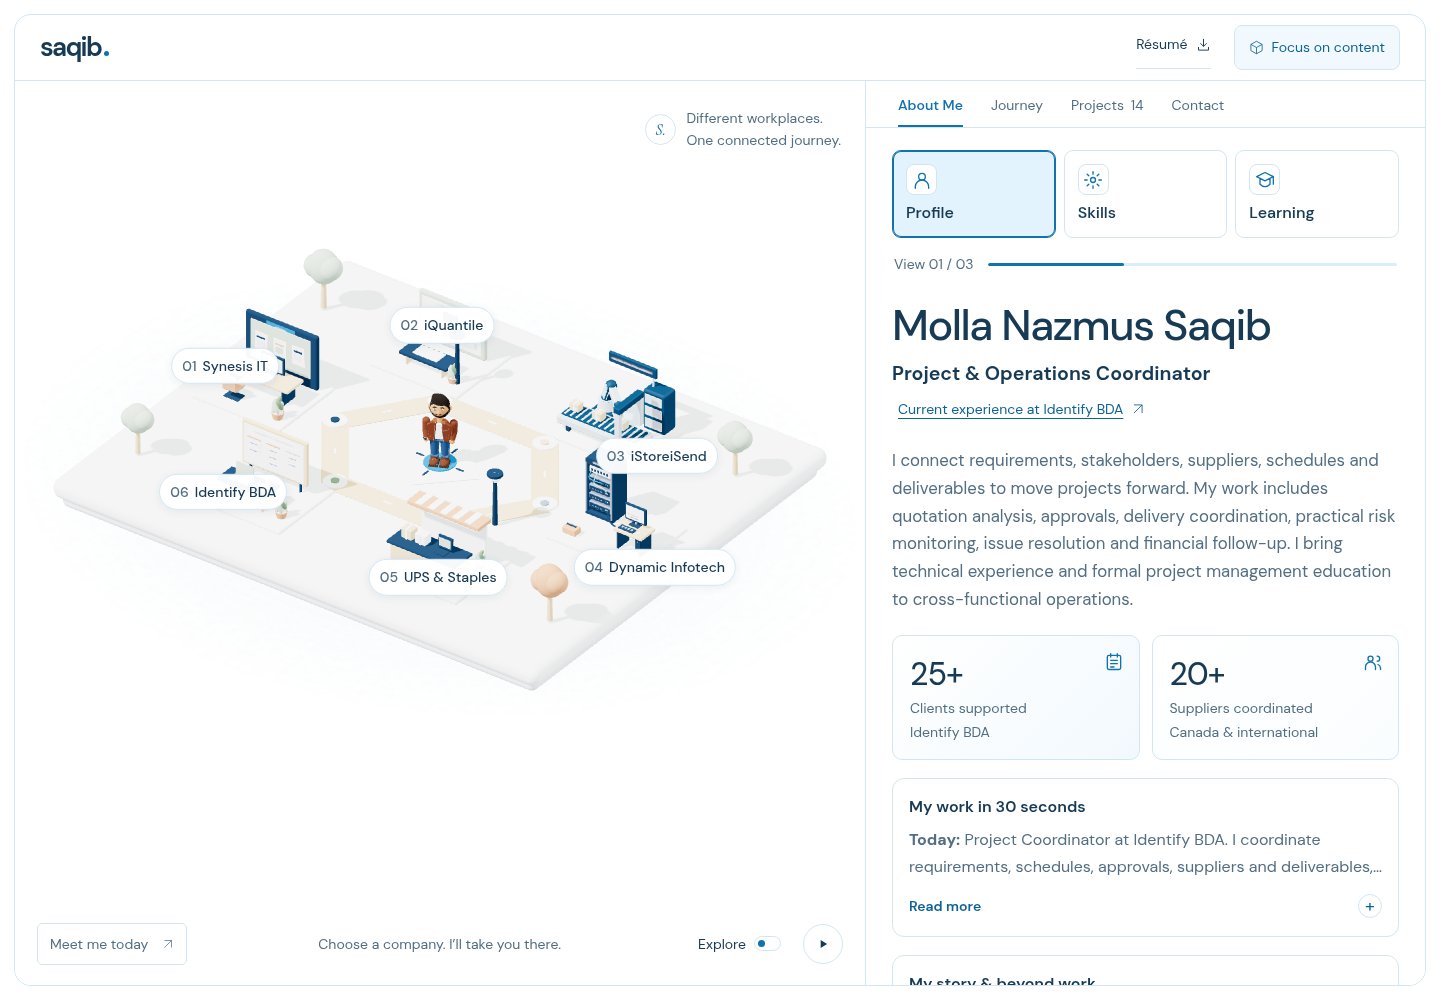 saqib.
Résumé
Focus on content
Different workplaces.
One connected journey.
S.
01 Synesis IT
02 iQuantile
03 iStoreiSend
04 Dynamic Infotech
05 UPS & Staples
06 Identify BDA
Meet me today
Choose a company. I’ll take you there.
Explore
About Me
Journey
Projects 14
Contact
Profile
Skills
Learning
View 01 / 03
Molla Nazmus Saqib
Project & Operations Coordinator
Current experience at Identify BDA
I connect requirements, stakeholders, suppliers, schedules and
deliverables to move projects forward. My work includes
quotation analysis, approvals, delivery coordination, practical risk
monitoring, issue resolution and financial follow-up. I bring
technical experience and formal project management education
to cross-functional operations.
25+
Clients supported
Identify BDA
20+
Suppliers coordinated
Canada & international
My work in 30 seconds
Today: Project Coordinator at Identify BDA. I coordinate
requirements, schedules, approvals, suppliers and deliverables,...
Read more
My story & beyond work